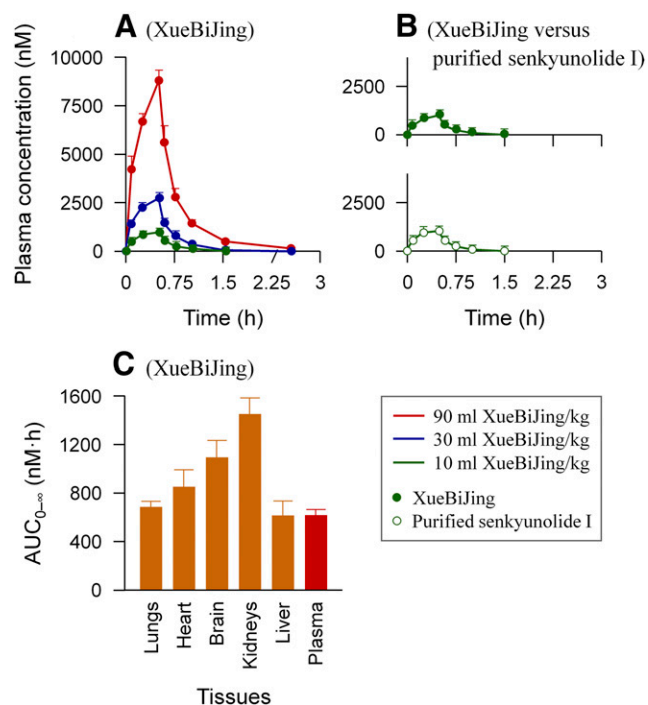 A (XueBiJing)
Plasma concentration (nM)
10000
7500
5000
2500
0
0 0.75 1.5 2.25 3
Time (h)
B (XueBiJing versus
purified senkyunolide I)
2500
0
2500
0
0 0.75 1.5 2.25 3
Time (h)
C (XueBiJing)
AUC0–∞ (nM·h)
1600
1200
800
400
0
Lungs
Heart
Brain
Kidneys
Liver
Plasma
Tissues
90 ml XueBiJing/kg
30 ml XueBiJing/kg
10 ml XueBiJing/kg
XueBiJing
Purified senkyunolide I